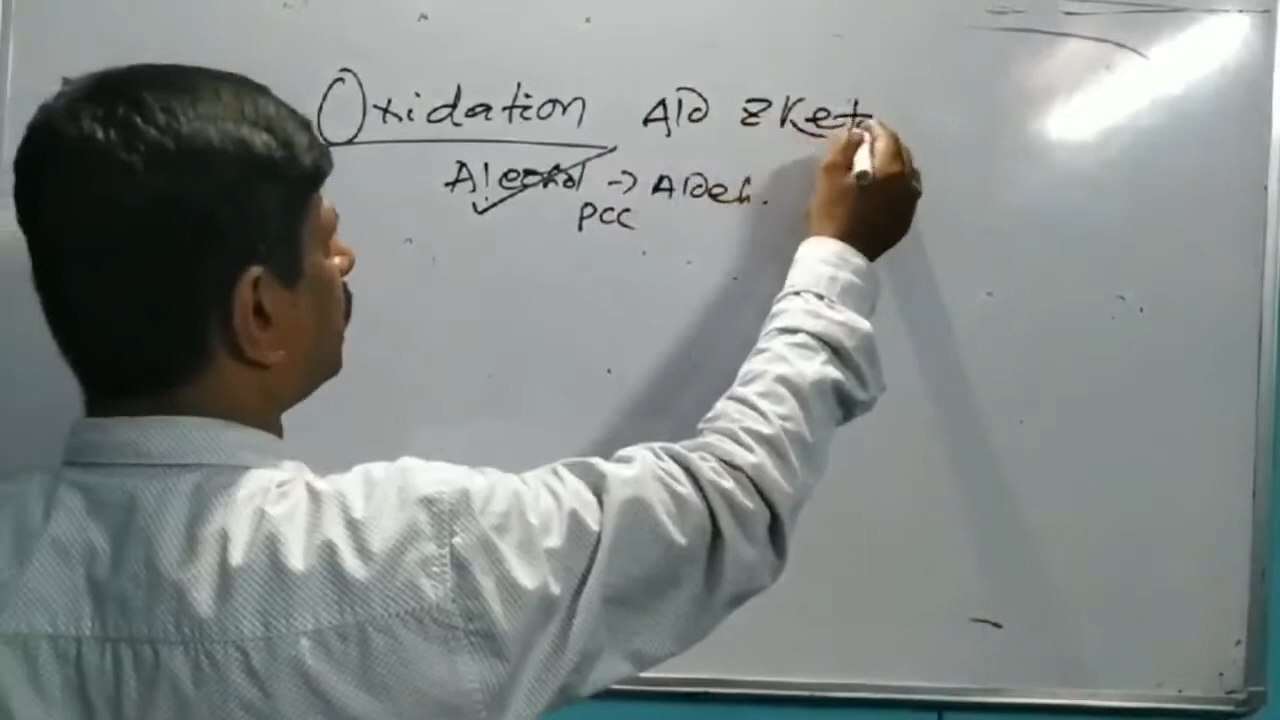 Oxidation Ald & Ket
Alcohol → Aldeh.
PCC